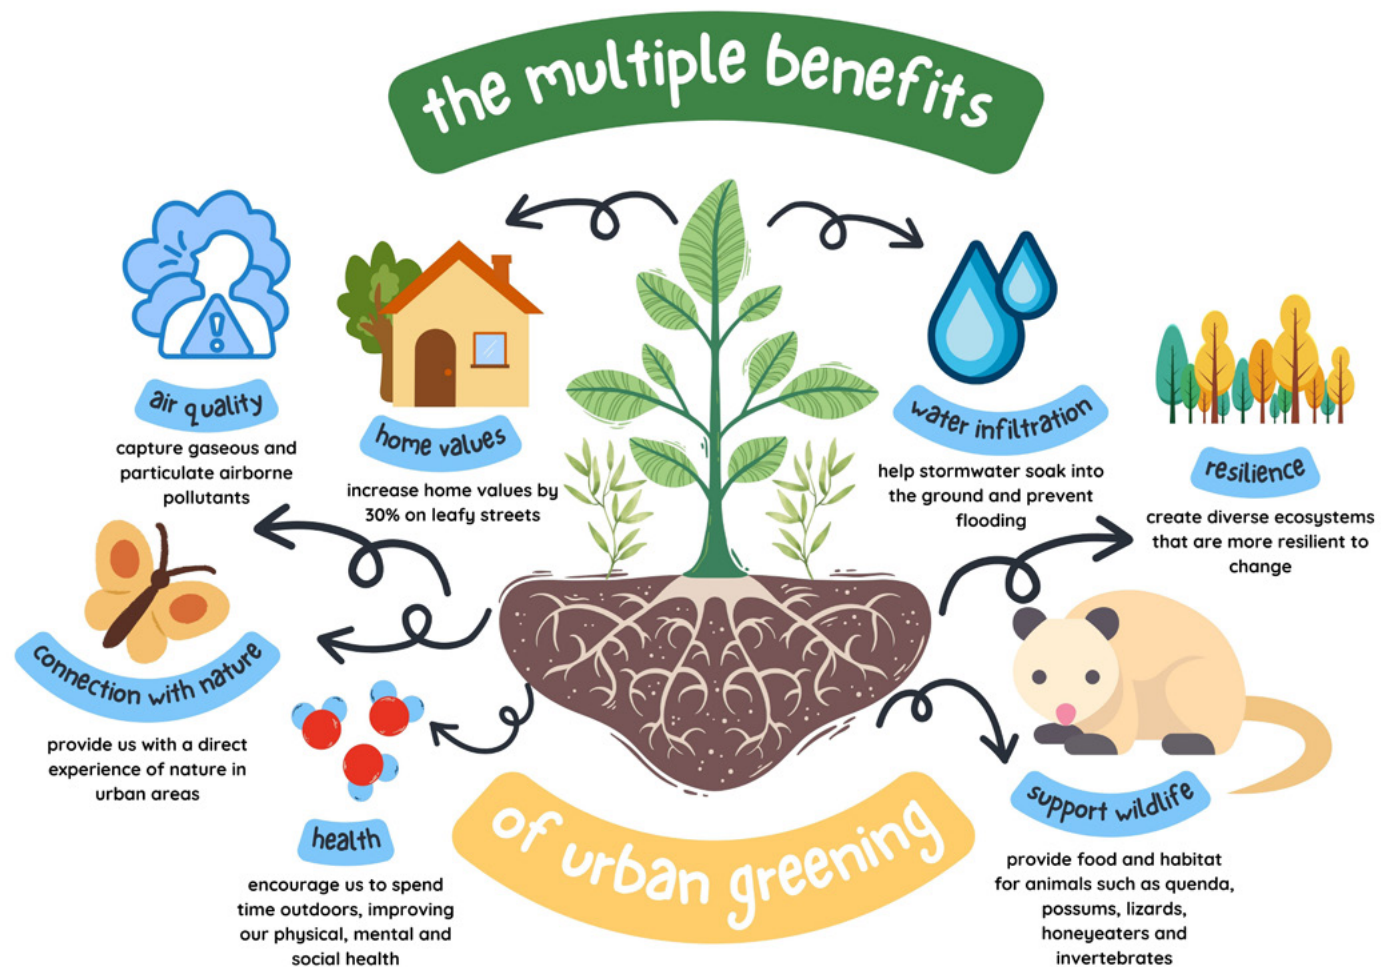 the multiple benefits
air quality
capture gaseous and
particulate airborne
pollutants
home values
increase home values by
30% on leafy streets
water infiltration
help stormwater soak into
the ground and prevent
flooding
resilience
create diverse ecosystems
that are more resilient to
change
connection with nature
provide us with a direct
experience of nature in
urban areas
health
encourage us to spend
time outdoors, improving
our physical, mental and
social health
support wildlife
provide food and habitat
for animals such as quenda,
possums, lizards,
honeyeaters and
invertebrates
of urban greening